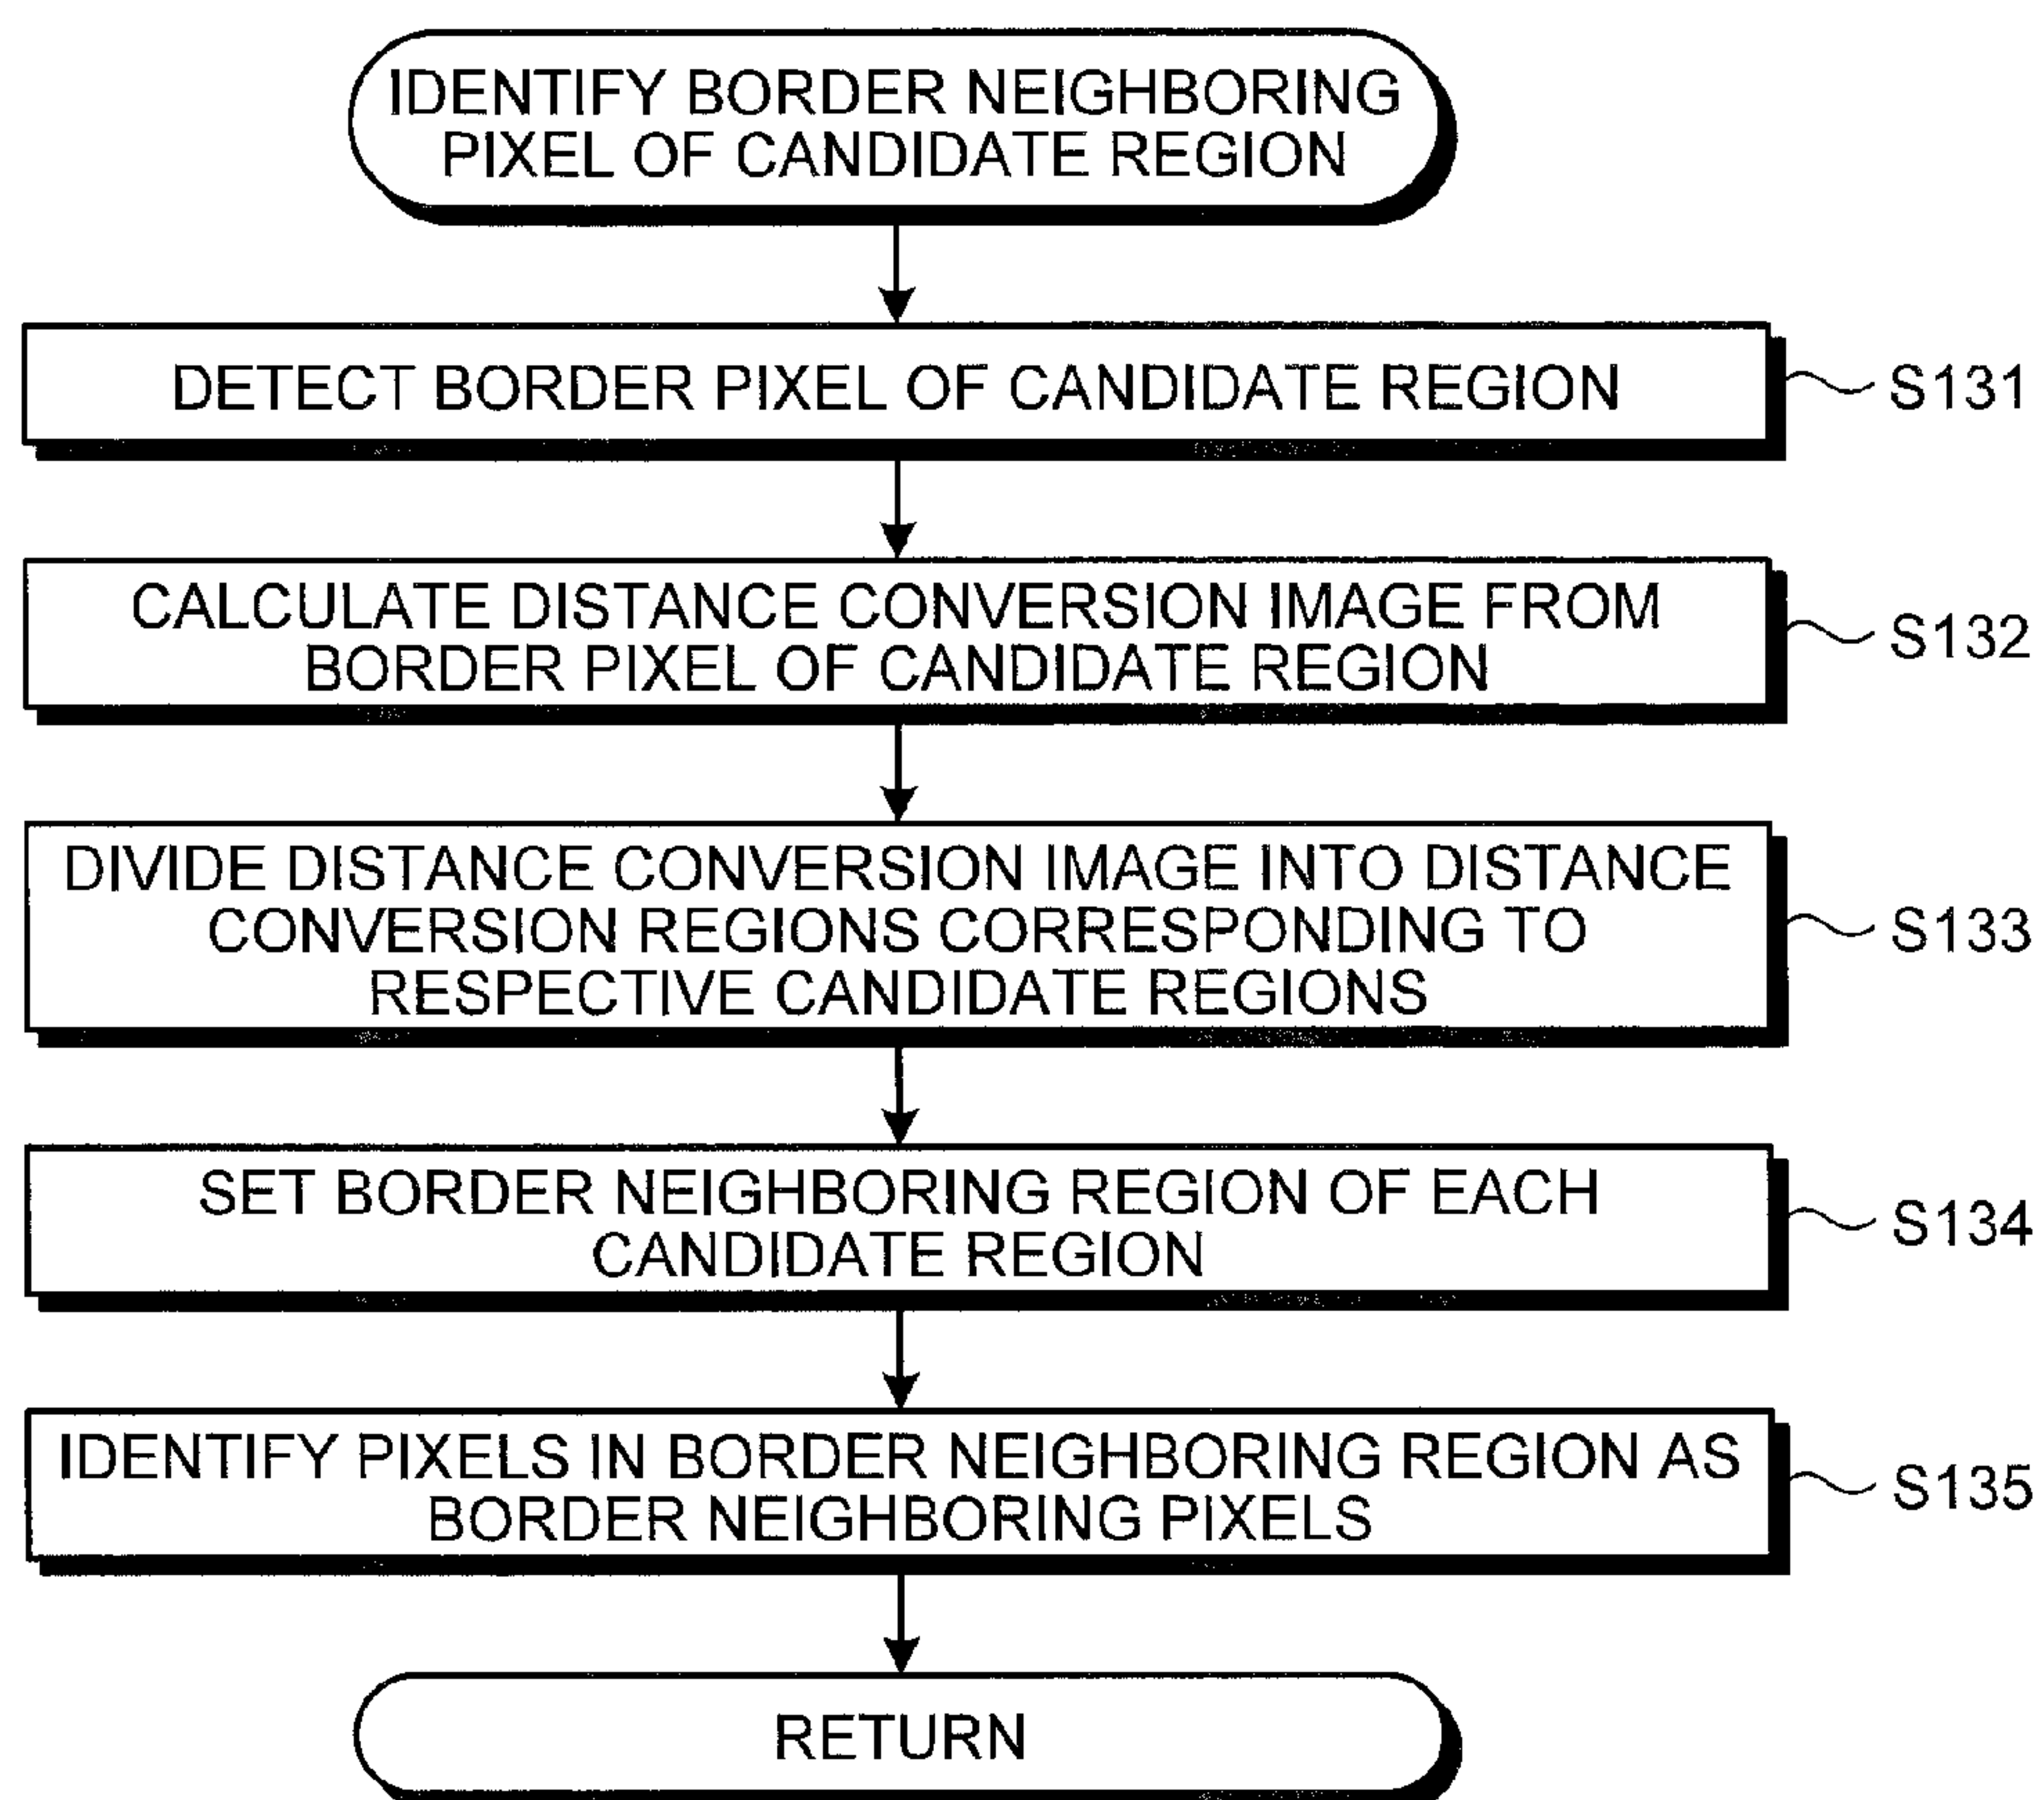 IDENTIFY BORDER NEIGHBORING
PIXEL OF CANDIDATE REGION
DETECT BORDER PIXEL OF CANDIDATE REGION
S131
CALCULATE DISTANCE CONVERSION IMAGE FROM
BORDER PIXEL OF CANDIDATE REGION
S132
DIVIDE DISTANCE CONVERSION IMAGE INTO DISTANCE
CONVERSION REGIONS CORRESPONDING TO
RESPECTIVE CANDIDATE REGIONS
S133
SET BORDER NEIGHBORING REGION OF EACH
CANDIDATE REGION
S134
IDENTIFY PIXELS IN BORDER NEIGHBORING REGION AS
BORDER NEIGHBORING PIXELS
S135
RETURN